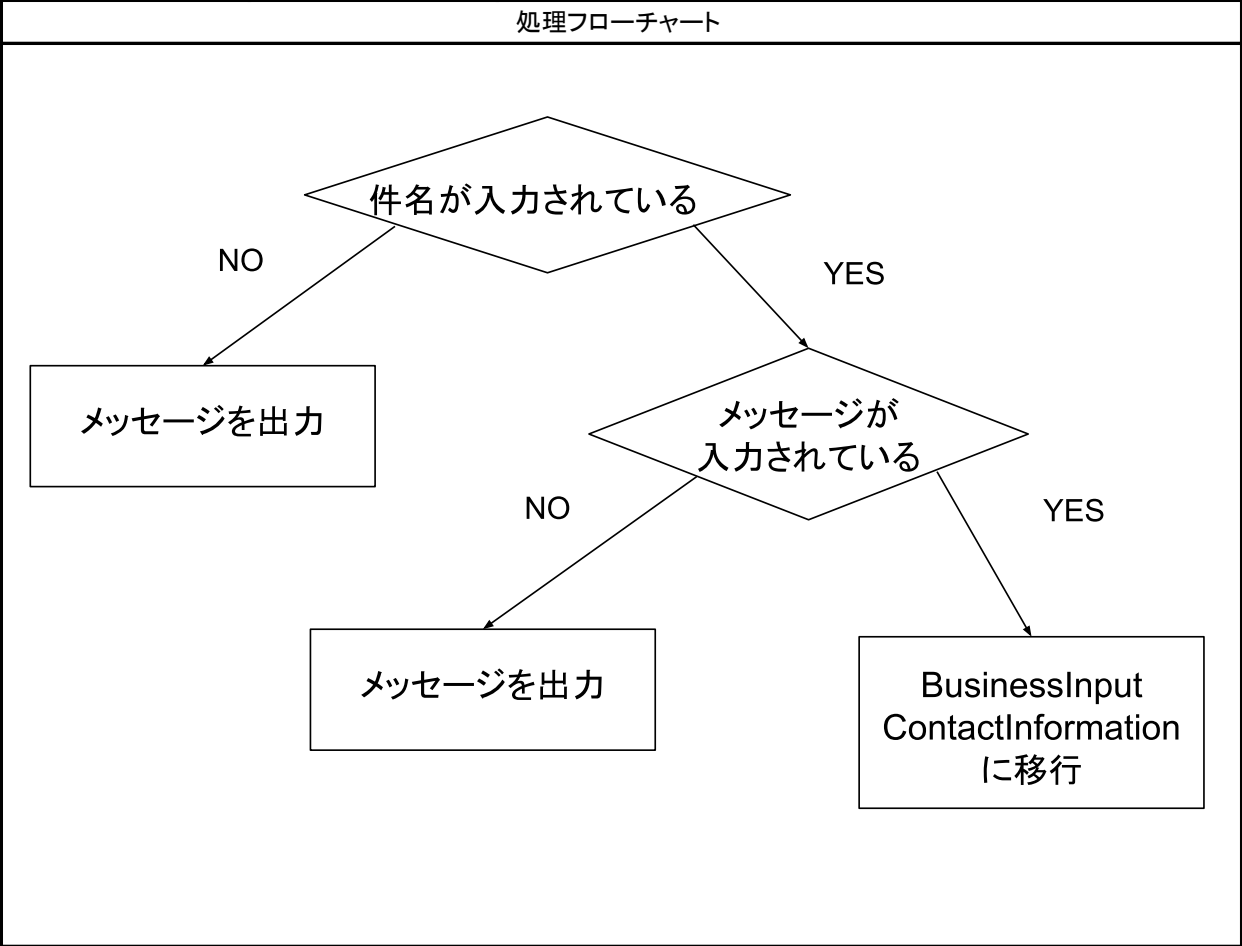 処理フローチャート
件名が入力されている
NO
YES
メッセージを出力
メッセージが
入力されている
NO
YES
メッセージを出力
BusinessInput
ContactInformation
に移行